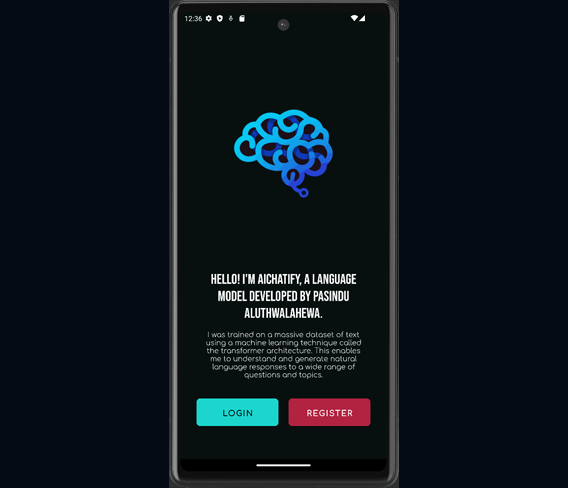 12:36
HELLO! I'M AICHATIFY, A LANGUAGE
MODEL DEVELOPED BY PASINDU
ALUTHWALAHEWA.
I was trained on a massive dataset of text
using a machine learning technique called
the transformer architecture. This enables
me to understand and generate natural
language responses to a wide range of
questions and topics.
LOGIN
REGISTER